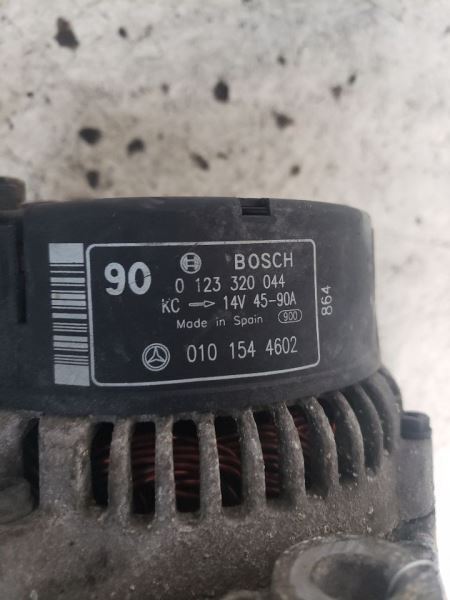 90
BOSCH
0 123 320 044
KC → 14V 45-90A
Made in Spain 900
010 154 4602
864